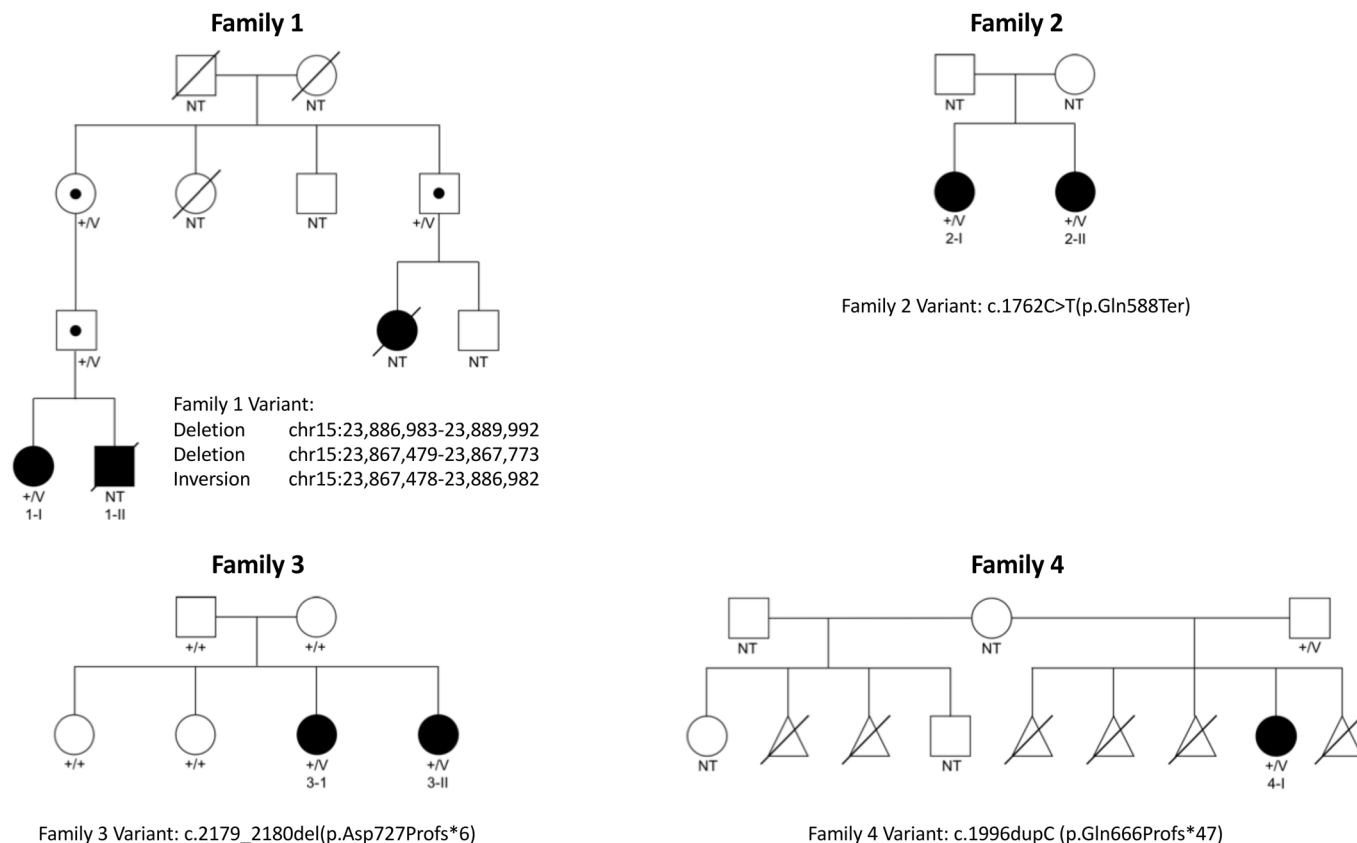 Family 1
NT NT
+/V NT NT +/V
+/V NT NT
Family 1 Variant:
Deletion chr15:23,886,983-23,889,992
Deletion chr15:23,867,479-23,867,773
Inversion chr15:23,867,478-23,886,982
+/V NT
1-I 1-II
Family 2
NT NT
+/V +/V
2-I 2-II
Family 2 Variant: c.1762C>T(p.Gln588Ter)
Family 3
+/+ +/+
+/+ +/+ +/V +/V
3-1 3-II
Family 3 Variant: c.2179_2180del(p.Asp727Profs*6)
Family 4
NT NT +/V
NT NT +/V
4-I
Family 4 Variant: c.1996dupC (p.Gln666Profs*47)